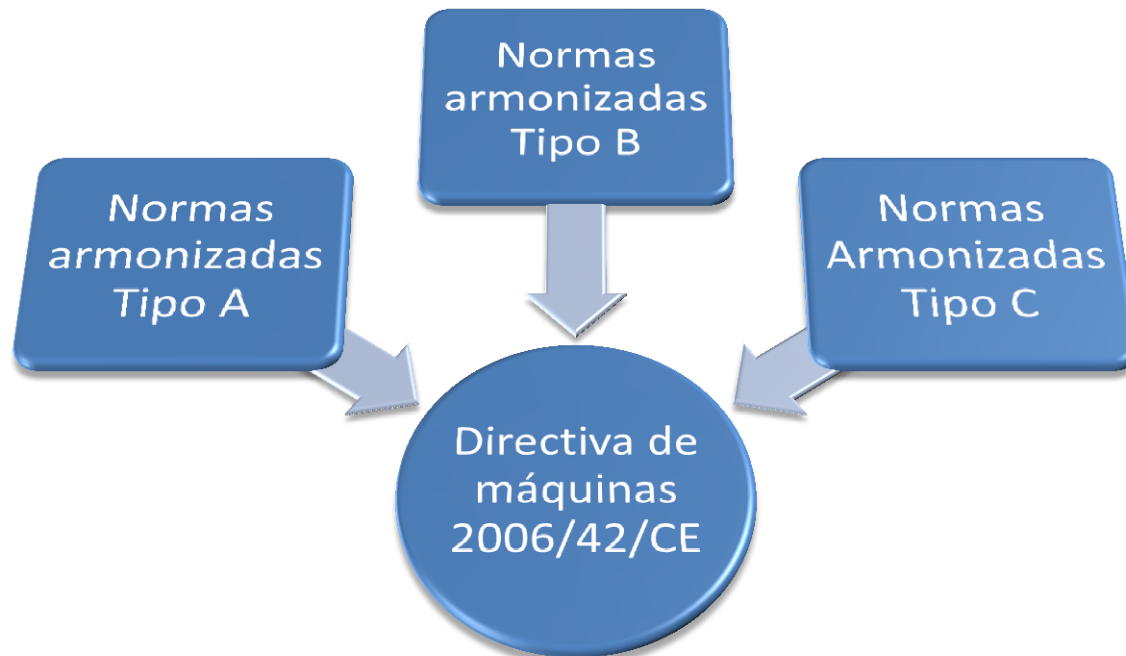 Normas
armonizadas
Tipo A
Normas
armonizadas
Tipo B
Normas
Armonizadas
Tipo C
Directiva de
máquinas
2006/42/CE